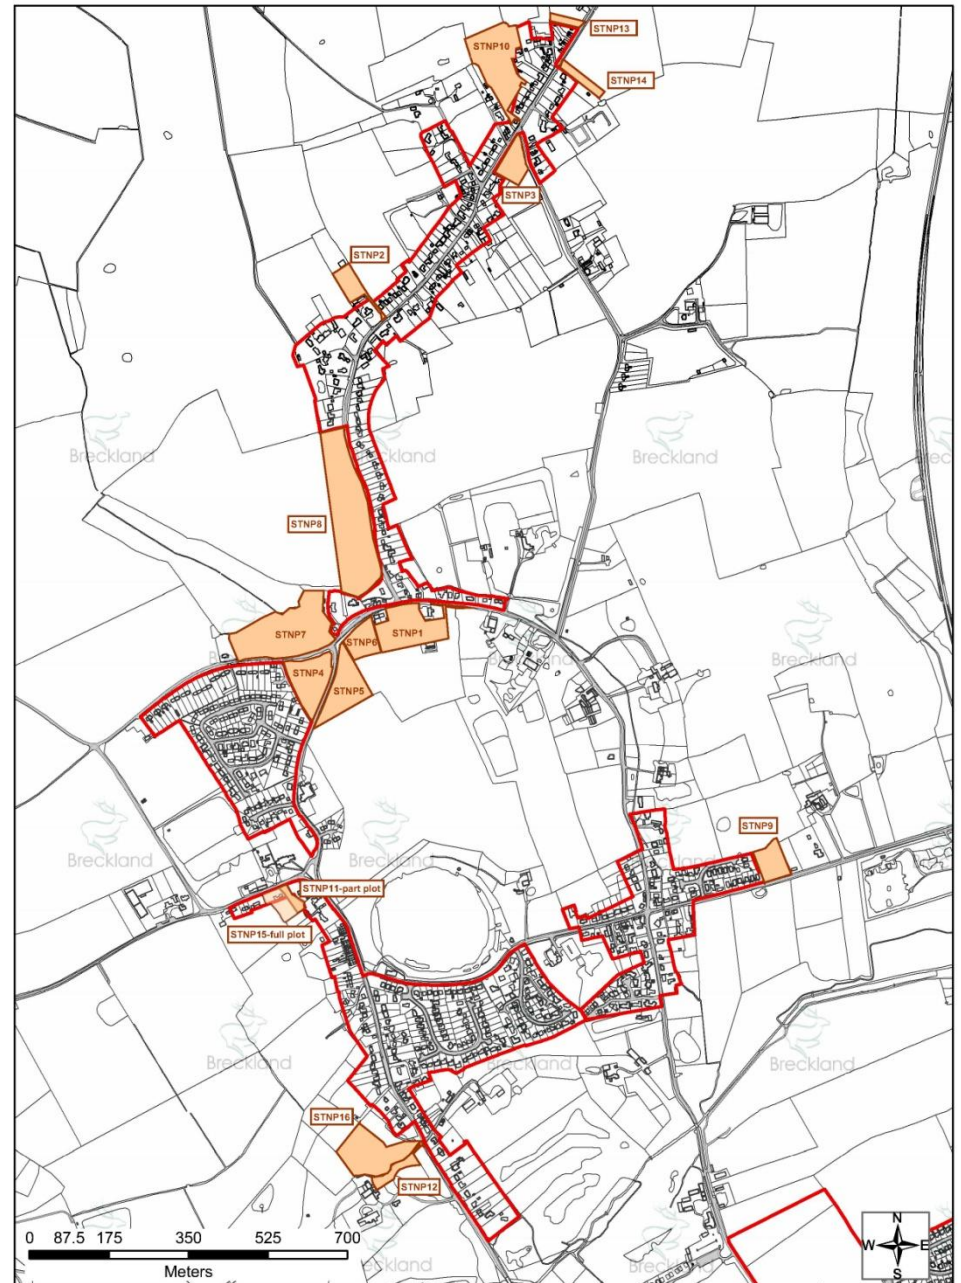 STNP13
STNP10
STNP14
STNP3
STNP2
Breckland
Breckland
Breckland
STNP8
STNP7
STNP6
STNP1
Breckland
STNP4
STNP5
STNP9
Breckland
Breckland
Breckland
STNP11-part plot
STNP15-full plot
Breckland
Breckland
Breckland
STNP16
STNP12
0 87.5 175 350 525 700
Meters
Breckland
Breckland
N
W E
S